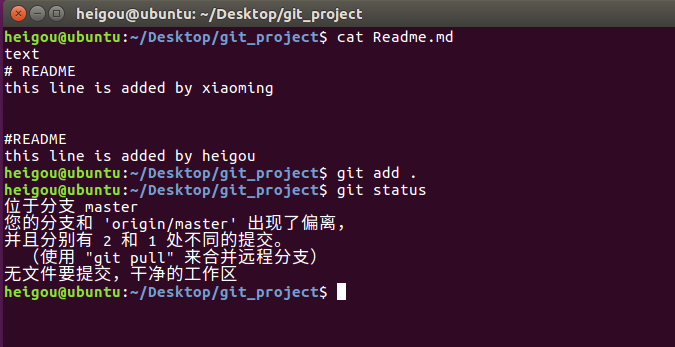 heigou@ubuntu: ~/Desktop/git_project
heigou@ubuntu:~/Desktop/git_project$ cat Readme.md
text
# README
this line is added by xiaoming
#README
this line is added by heigou
heigou@ubuntu:~/Desktop/git_project$ git add .
heigou@ubuntu:~/Desktop/git_project$ git status
位于分支 master
您的分支和 'origin/master' 出现了偏离，
并且分别有 2 和 1 处不同的提交。
（使用 "git pull" 来合并远程分支）
无文件要提交，干净的工作区
heigou@ubuntu:~/Desktop/git_project$